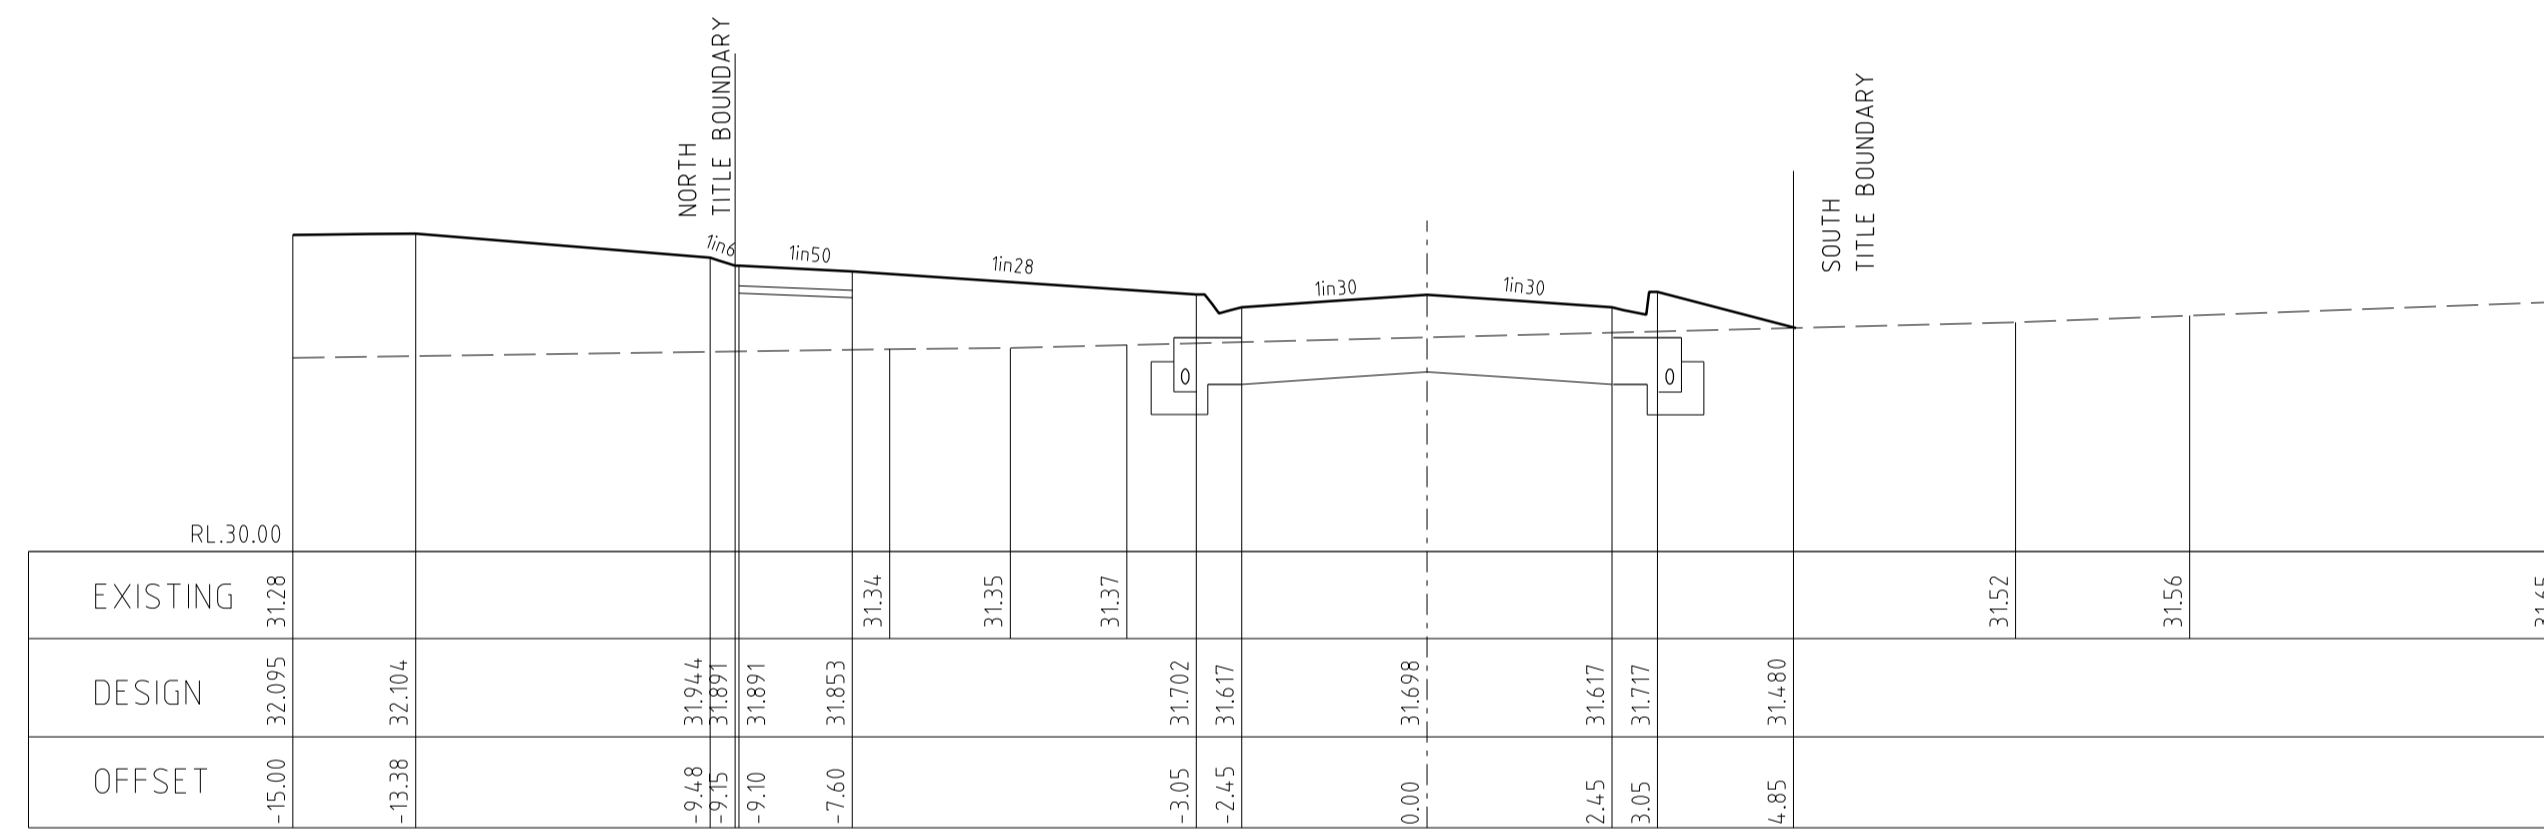 NORTH
TITLE BOUNDARY
SOUTH
TITLE BOUNDARY
1in6
1in50
1in28
1in30
1in30
RL.30.00
EXISTING 31.28 31.34 31.35 31.37 31.52 31.56
DESIGN 32.095 32.104 31.944 31.891 31.891 31.853 31.702 31.617 31.698 31.617 31.717 31.480
OFFSET -15.00 -13.38 -9.48 -9.15 -9.10 -7.60 -3.05 -2.45 0.00 2.45 3.05 4.85